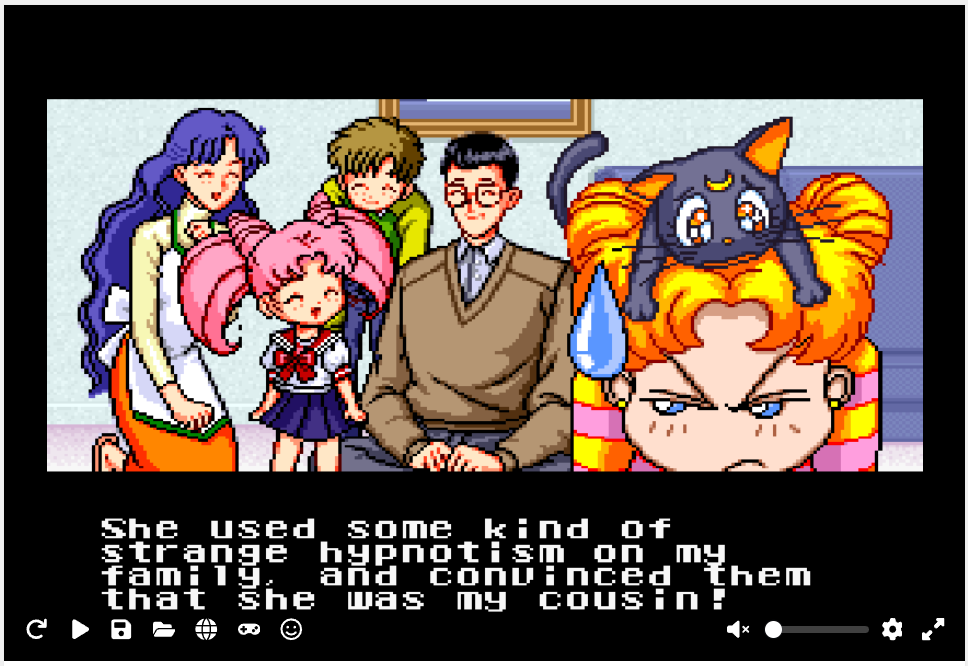 She used some kind of
strange hypnotism on my
family, and convinced them
that she was my cousin!